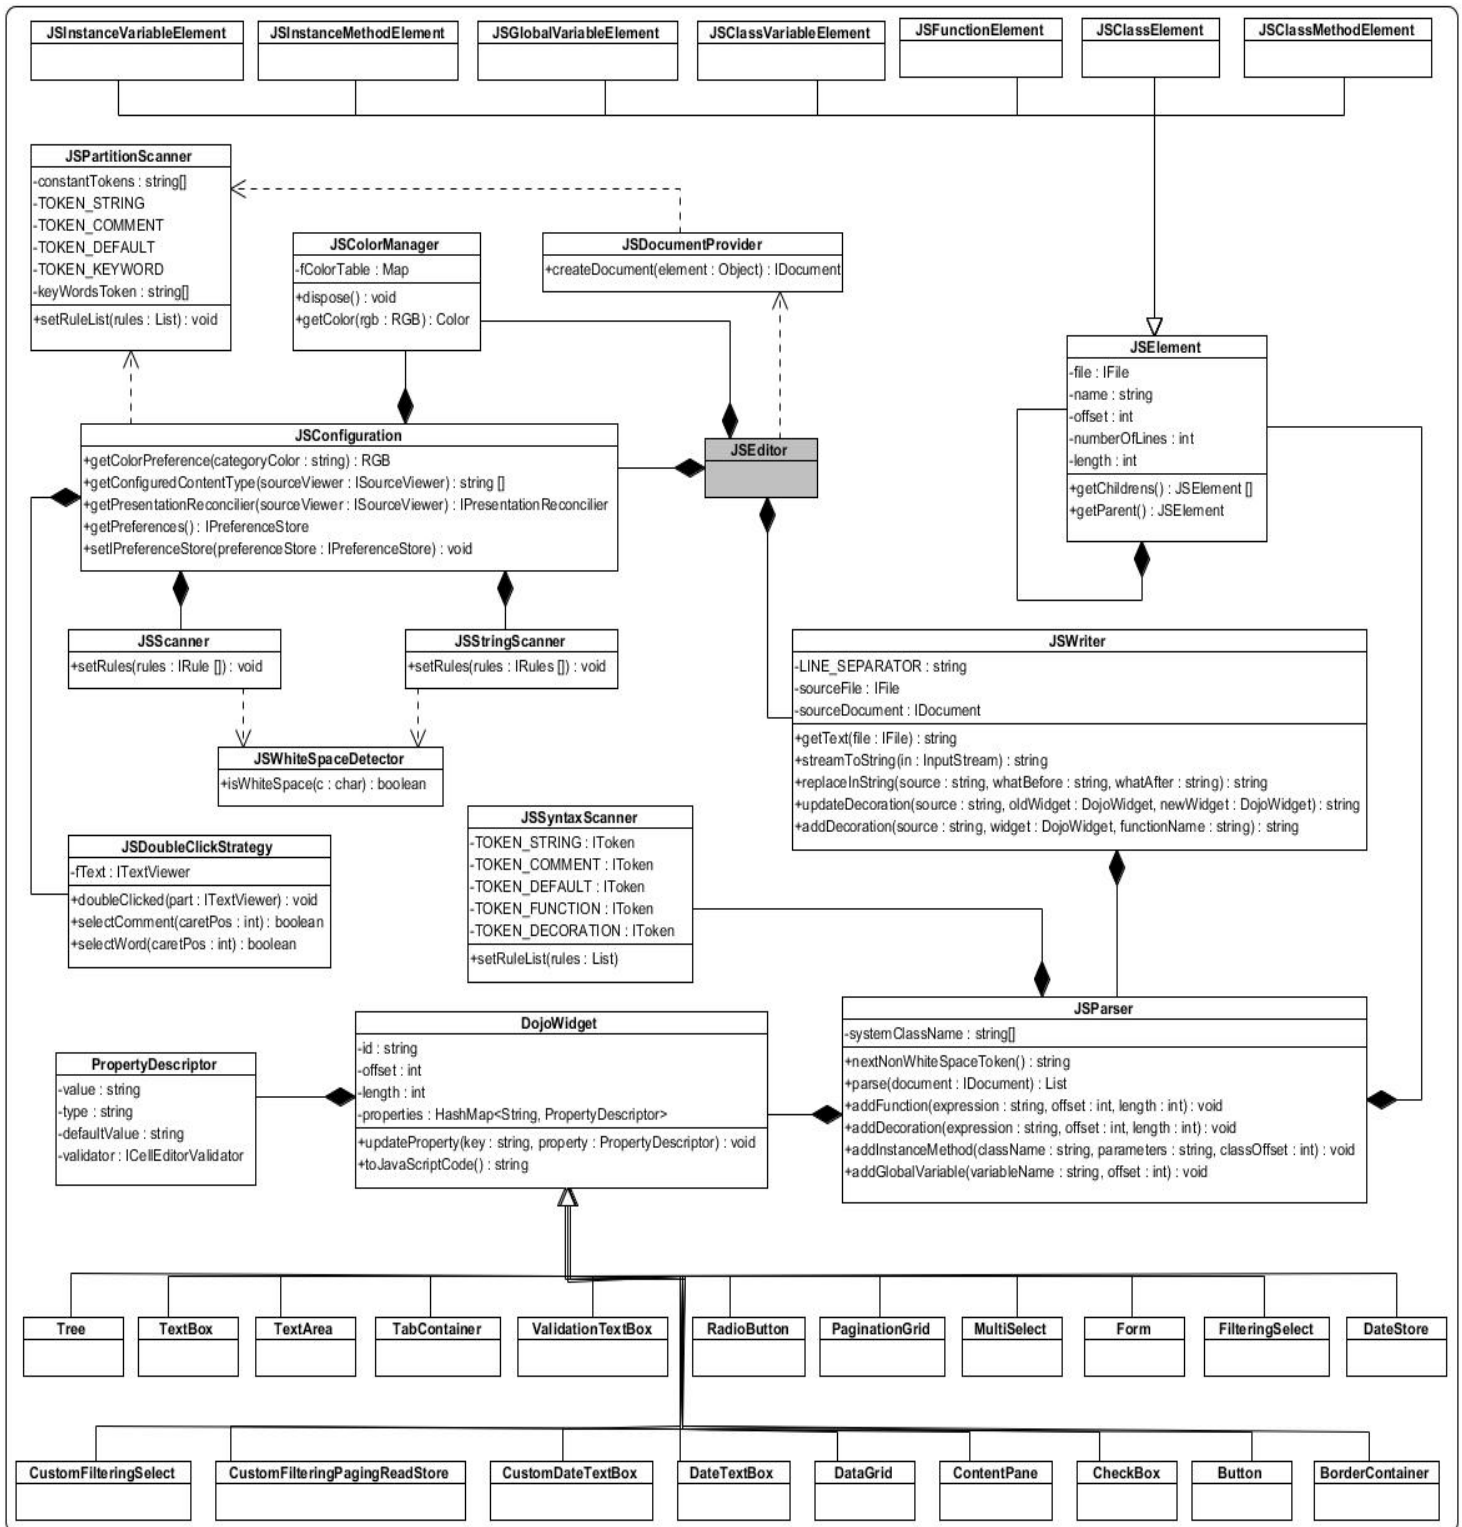 JSInstanceVariableElement
JSInstanceMethodElement
JSGlobalVariableElement
JSClassVariableElement
JSFunctionElement
JSClassElement
JSClassMethodElement
JSPartitionScanner
-constantTokens : string[]
-TOKEN_STRING
-TOKEN_COMMENT
-TOKEN_DEFAULT
-TOKEN_KEYWORD
-keyWordsToken : string[]
+setRuleList(rules : List) : void
JSColorManager
-fColorTable : Map
+dispose() : void
+getColor(rgb : RGB) : Color
JSDocumentProvider
+createDocument(element : Object) : IDocument
JSElement
-file : IFile
-name : string
-offset : int
-numberOfLines : int
-length : int
+getChildrens() : JSElement []
+getParent() : JSElement
JSConfiguration
+getColorPreference(categoryColor : string) : RGB
+getConfiguredContentType(sourceViewer : ISourceViewer) : string []
+getPresentationReconcilier(sourceViewer : ISourceViewer) : IPresentationReconcilier
+getPreferences() : IPreferenceStore
+setIPreferenceStore(preferenceStore : IPreferenceStore) : void
JSEditor
JSScanner
+setRules(rules : IRule []) : void
JSStringScanner
+setRules(rules : IRules []) : void
JSWriter
-LINE_SEPARATOR : string
-sourceFile : IFile
-sourceDocument : IDocument
+getText(file : IFile) : string
+streamToString(in : InputStream) : string
+replaceInString(source : string, whatBefore : string, whatAfter : string) : string
+updateDecoration(source : string, oldWidget : DojoWidget, newWidget : DojoWidget) : string
+addDecoration(source : string, widget : DojoWidget, functionName : string) : string
JSWhiteSpaceDetector
+isWhiteSpace(c : char) : boolean
JSSyntaxScanner
-TOKEN_STRING : IToken
-TOKEN_COMMENT : IToken
-TOKEN_DEFAULT : IToken
-TOKEN_FUNCTION : IToken
-TOKEN_DECORATION : IToken
+setRuleList(rules : List)
JSDoubleClickStrategy
-fText : ITextViewer
+doubleClicked(part : ITextViewer) : void
+selectComment(caretPos : int) : boolean
+selectWord(caretPos : int) : boolean
JSParser
-systemClassName : string[]
+nextNonWhiteSpaceToken() : string
+parse(document : IDocument) : List
+addFunction(expression : string, offset : int, length : int) : void
+addDecoration(expression : string, offset : int, length : int) : void
+addInstanceMethod(className : string, parameters : string, classOffset : int) : void
+addGlobalVariable(variableName : string, offset : int) : void
DojoWidget
-id : string
-offset : int
-length : int
-properties : HashMap<String, PropertyDescriptor>
+updateProperty(key : string, property : PropertyDescriptor) : void
+toJavaScriptCode() : string
PropertyDescriptor
-value : string
-type : string
-defaultValue : string
-validator : ICellEditorValidator
Tree
TextBox
TextArea
TabContainer
ValidationTextBox
RadioButton
PaginationGrid
MultiSelect
Form
FilteringSelect
DateStore
CustomFilteringSelect
CustomFilteringPagingReadStore
CustomDateTextBox
DateTextBox
DataGrid
ContentPane
CheckBox
Button
BorderContainer